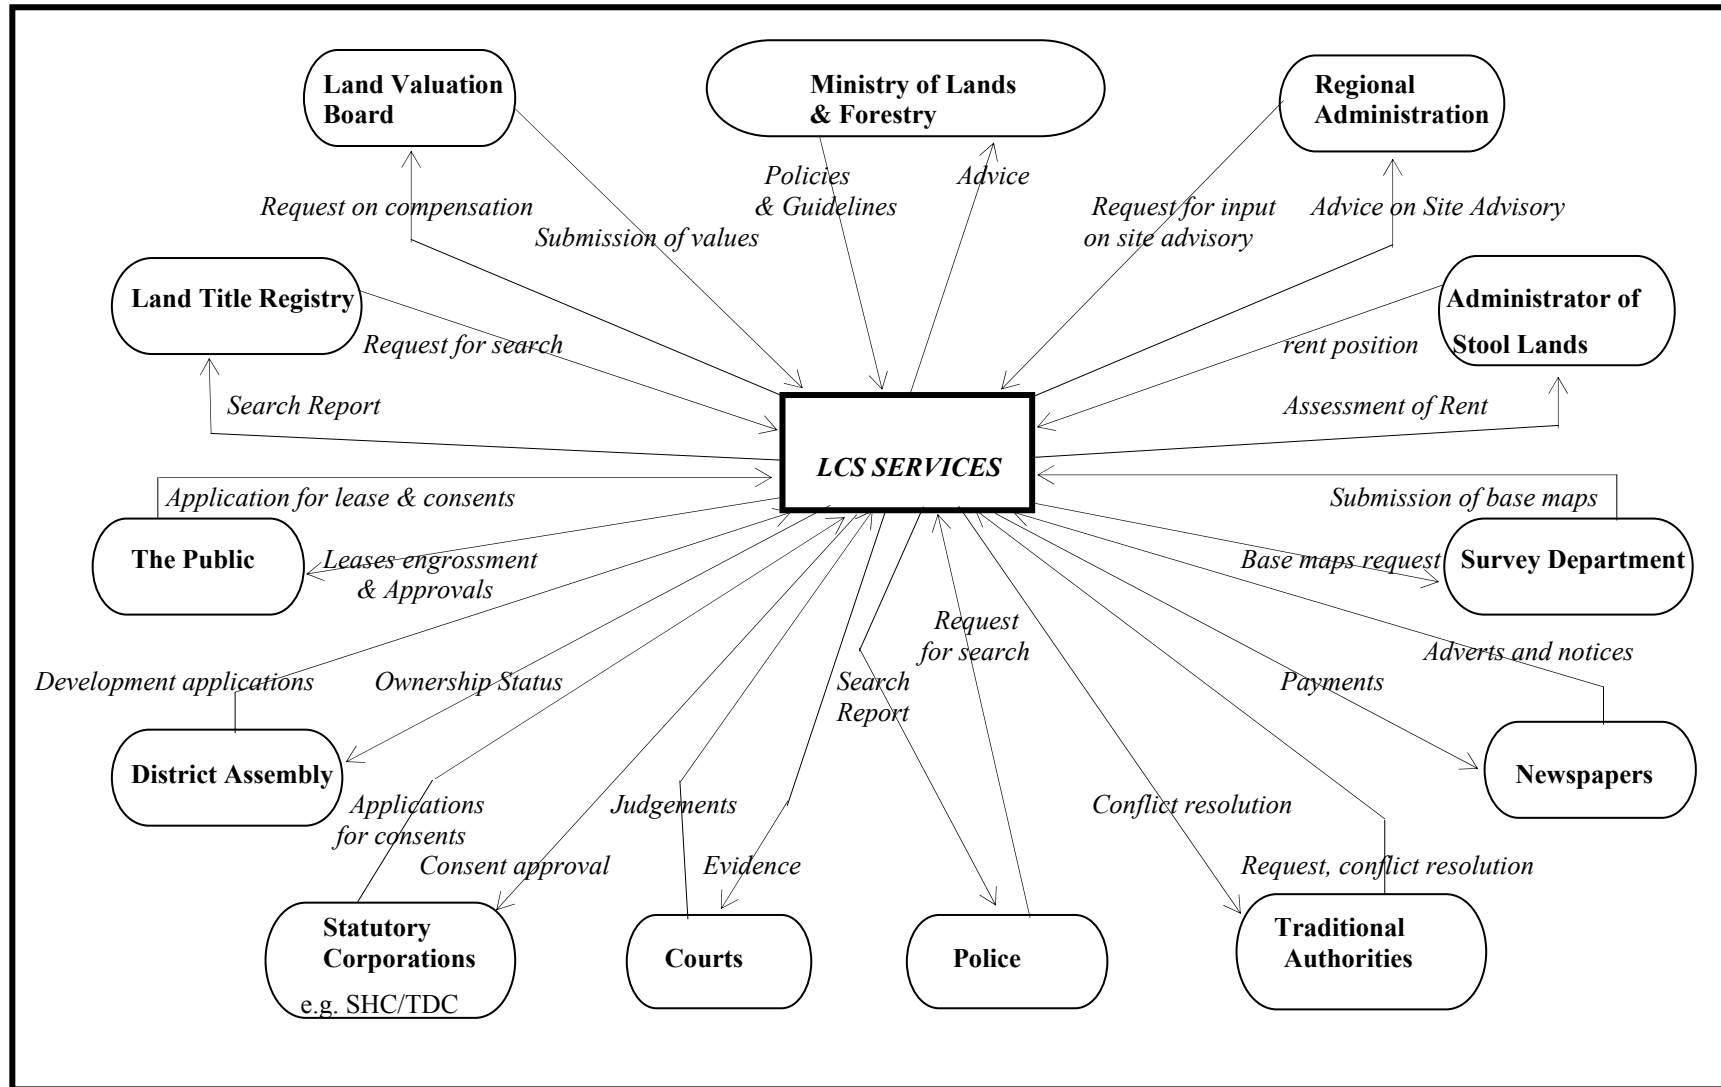 Land Valuation
Board
Ministry of Lands
& Forestry
Regional
Administration
Policies
& Guidelines
Advice
Request on compensation
Submission of values
Request for input
on site advisory
Advice on Site Advisory
Land Title Registry
Administrator of
Stool Lands
Request for search
rent position
Search Report
Assessment of Rent
LCS SERVICES
Application for lease & consents
Submission of base maps
The Public
Leases engrossment
& Approvals
Base maps request
Survey Department
Request
for search
Development applications
Ownership Status
Search
Report
Payments
Adverts and notices
District Assembly
Newspapers
Applications
for consents
Judgements
Conflict resolution
Consent approval
Evidence
Request, conflict resolution
Statutory
Corporations
e.g. SHC/TDC
Courts
Police
Traditional
Authorities